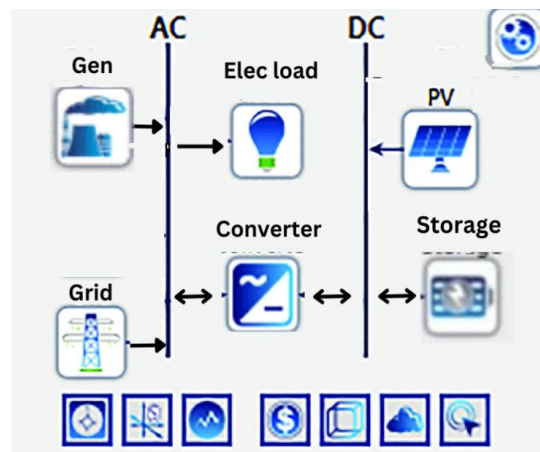 AC DC
Gen
Elec load
PV
Converter
Storage
Grid